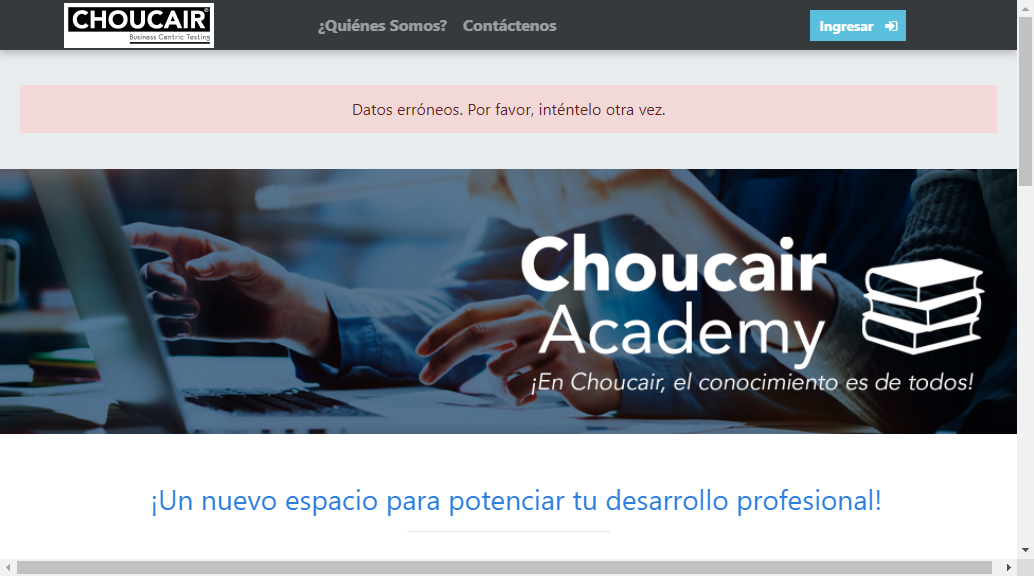 CHOUCAIR®
Business Centric Testing
¿Quiénes Somos?
Contáctenos
Ingresar
Datos erróneos. Por favor, inténtelo otra vez.
Choucair
Academy
¡En Choucair, el conocimiento es de todos!
¡Un nuevo espacio para potenciar tu desarrollo profesional!